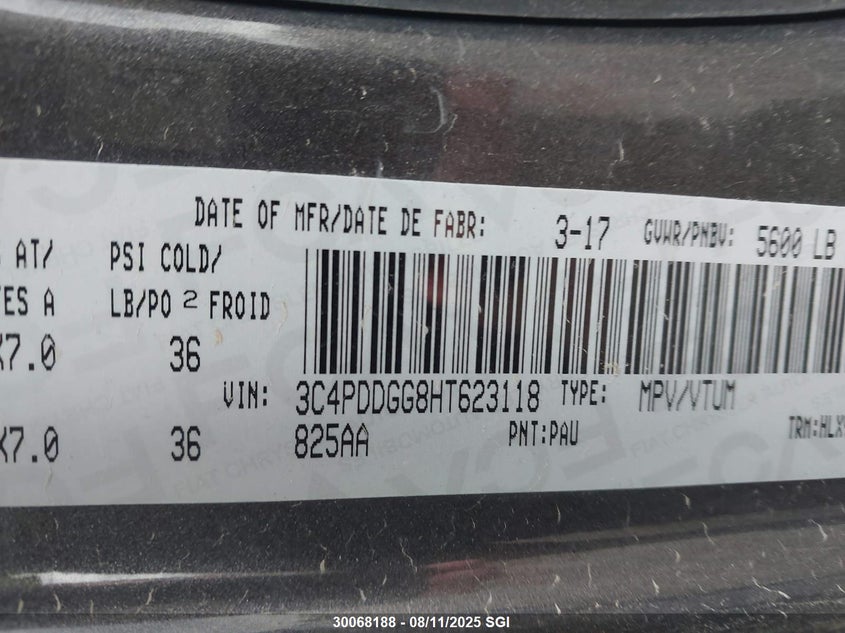 DATE OF MFR/DATE DE FABR: 3-17 GVWR/PNBV: 5600 LB
AT/ PSI COLD/
A LB/PO 2 FROID
X7.0 36
VIN: 3C4PDDGG8HT623118 TYPE: MPV/VTUM
X7.0 36 825AA PNT:PAU TRM:HLX
30068188 - 08/11/2025 SGI